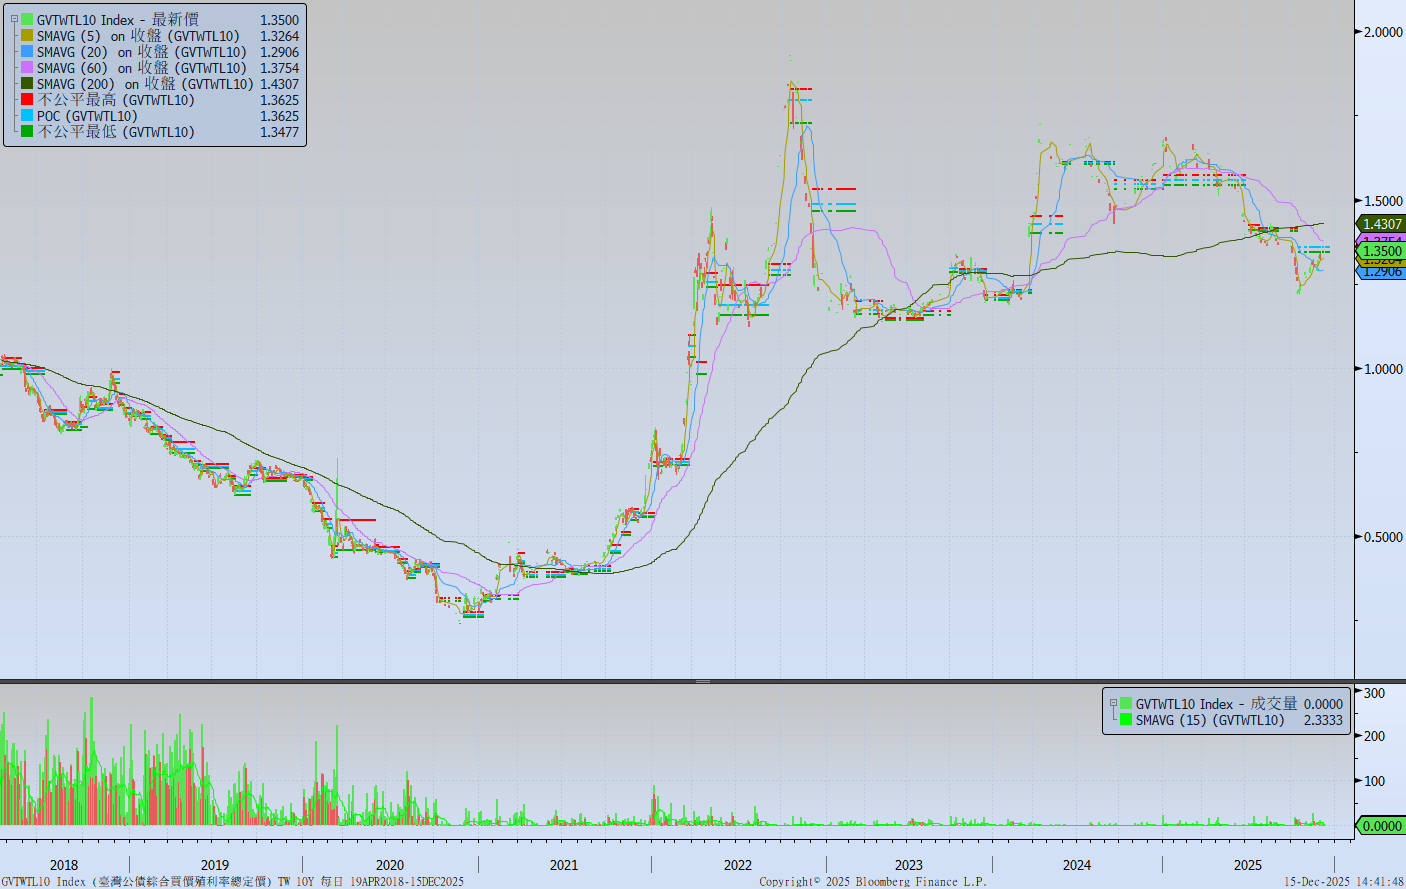 GVTWTL10 Index - 最新價 1.3500
SMAVG (5) on 收盤 (GVTWTL10) 1.3264
SMAVG (20) on 收盤 (GVTWTL10) 1.2906
SMAVG (60) on 收盤 (GVTWTL10) 1.3754
SMAVG (200) on 收盤 (GVTWTL10) 1.4307
不公平最高 (GVTWTL10) 1.3625
POC (GVTWTL10) 1.3625
不公平最低 (GVTWTL10) 1.3477
2.0000
1.5000
1.4307
1.3754
1.3500
1.3264
1.2906
1.0000
0.5000
GVTWTL10 Index - 成交量 0.0000
SMAVG (15) (GVTWTL10) 2.3333
300
200
100
0.0000
2018 2019 2020 2021 2022 2023 2024 2025
GVTWTL10 Index (臺灣公債綜合買價殖利率總定價) TW 10Y 每日 19APR2018-15DEC2025 Copyright© 2025 Bloomberg Finance L.P. 15-Dec-2025 14:41:48